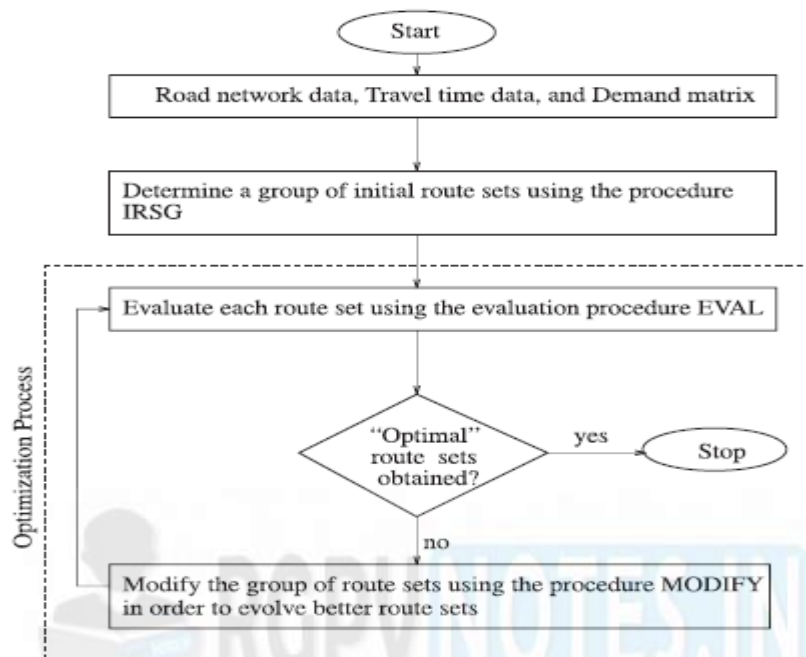 Start
Road network data, Travel time data, and Demand matrix
Determine a group of initial route sets using the procedure
IRSG
Optimization Process
Evaluate each route set using the evaluation procedure EVAL
"Optimal"
route sets
obtained?
yes
Stop
no
Modify the group of route sets using the procedure MODIFY
in order to evolve better route sets
RGPVNOTES.IN